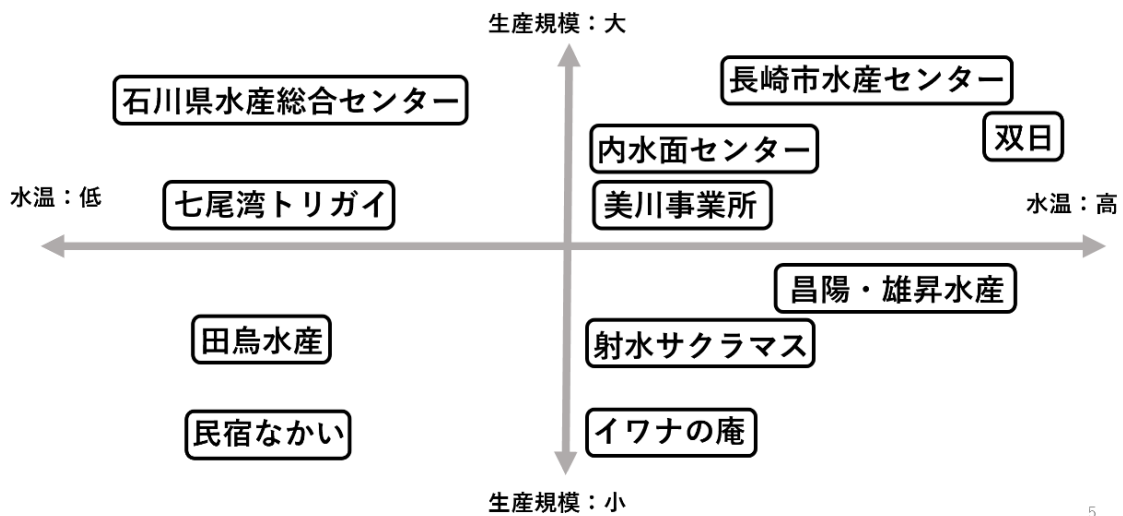 生産規模：大
長崎市水産センター
石川県水産総合センター
双日
内水面センター
水温：低
七尾湾トリガイ
美川事業所
水温：高
昌陽・雄昇水産
田烏水産
射水サクラマス
民宿なかい
イワナの庵
生産規模：小
5